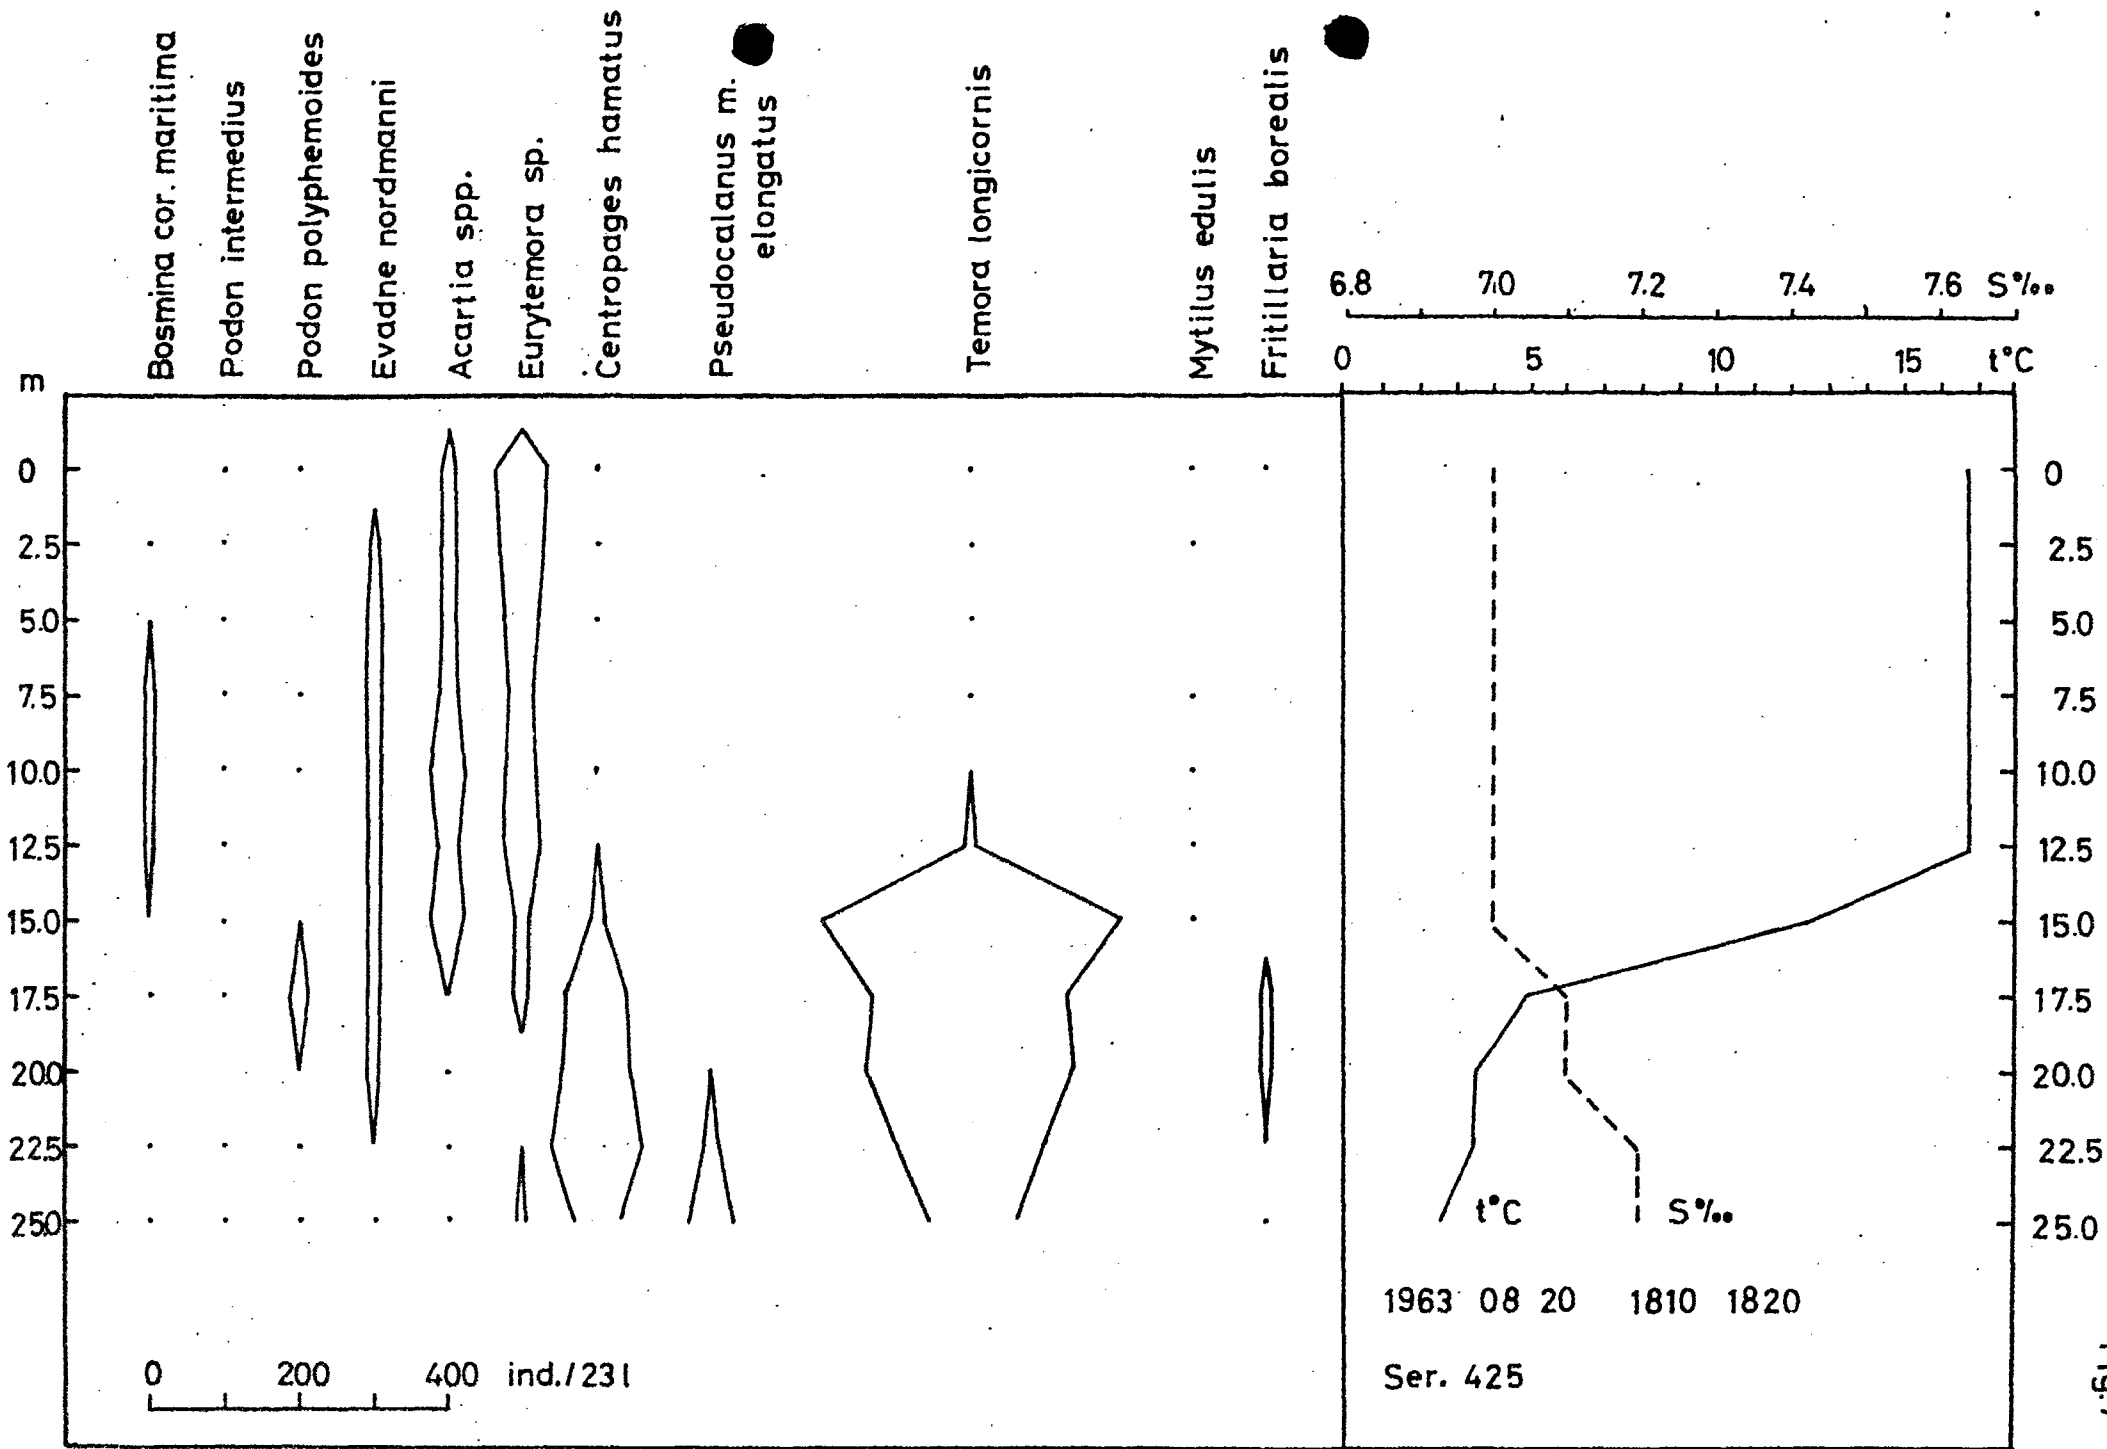 Bosmina cor. maritima
Podon intermedius
Podon polyphemoides
Evadne nordmanni
Acartia spp.
Eurytemora sp.
Centropages hamatus
Pseudocalanus m.
elongatus
Temora longicornis
Mytilus edulis
Fritillaria borealis
6.8 7.0 7.2 7.4 7.6 S‰
0 5 10 15 t°C
m
0 0
2.5 2.5
5.0 5.0
7.5 7.5
10.0 10.0
12.5 12.5
15.0 15.0
17.5 17.5
20.0 20.0
22.5 22.5
25.0 25.0
t°C S‰
1963 08 20 1810 1820
0 200 400 ind./23l
Ser. 425